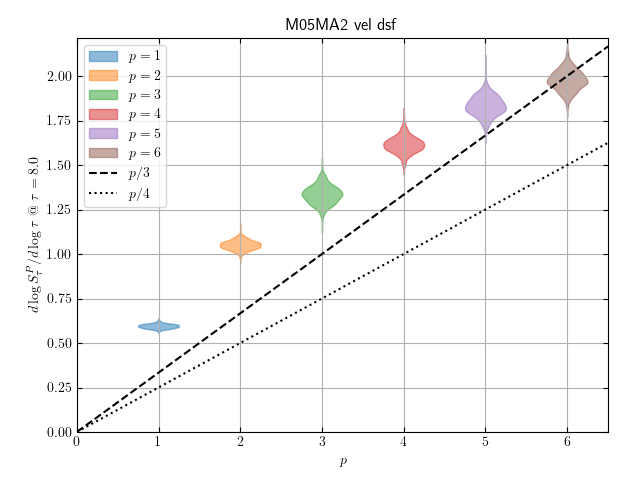 M05MA2 vel dsf
d log S_τ^P / d log τ @ τ = 8.0
2.00
1.75
1.50
1.25
1.00
0.75
0.50
0.25
0.00
p = 1
p = 2
p = 3
p = 4
p = 5
p = 6
p/3
p/4
0 1 2 3 4 5 6
p